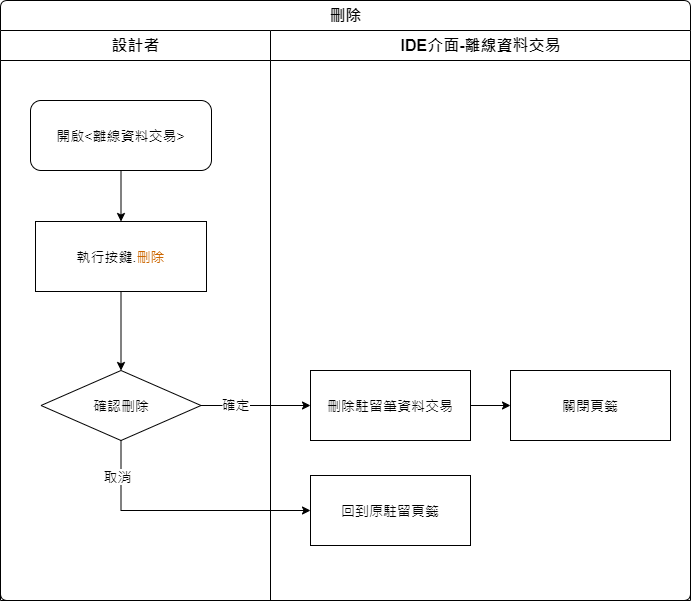 刪除
設計者
IDE介面-離線資料交易
開啟<離線資料交易>
執行按鍵.刪除
確認刪除
確定
刪除駐留筆資料交易
關閉頁籤
取消
回到原駐留頁籤